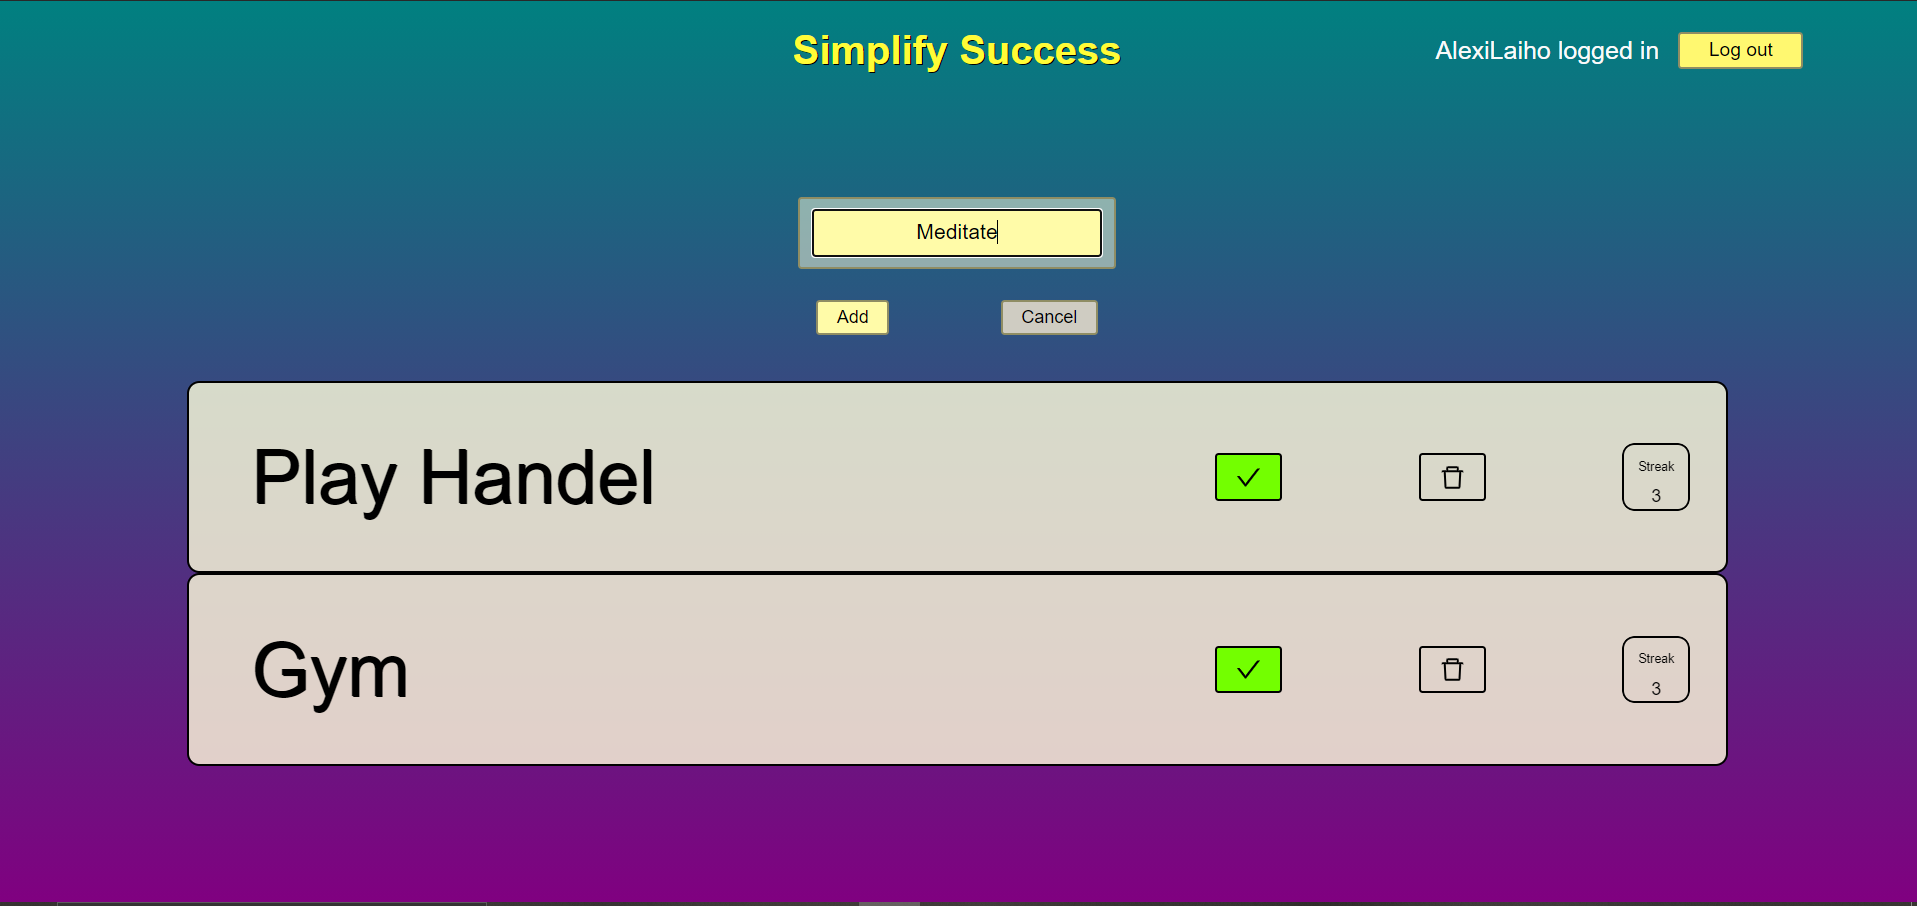 Simplify Success
AlexiLaiho logged in
Log out
Meditate
Add
Cancel
Play Handel
Streak
3
Gym
Streak
3